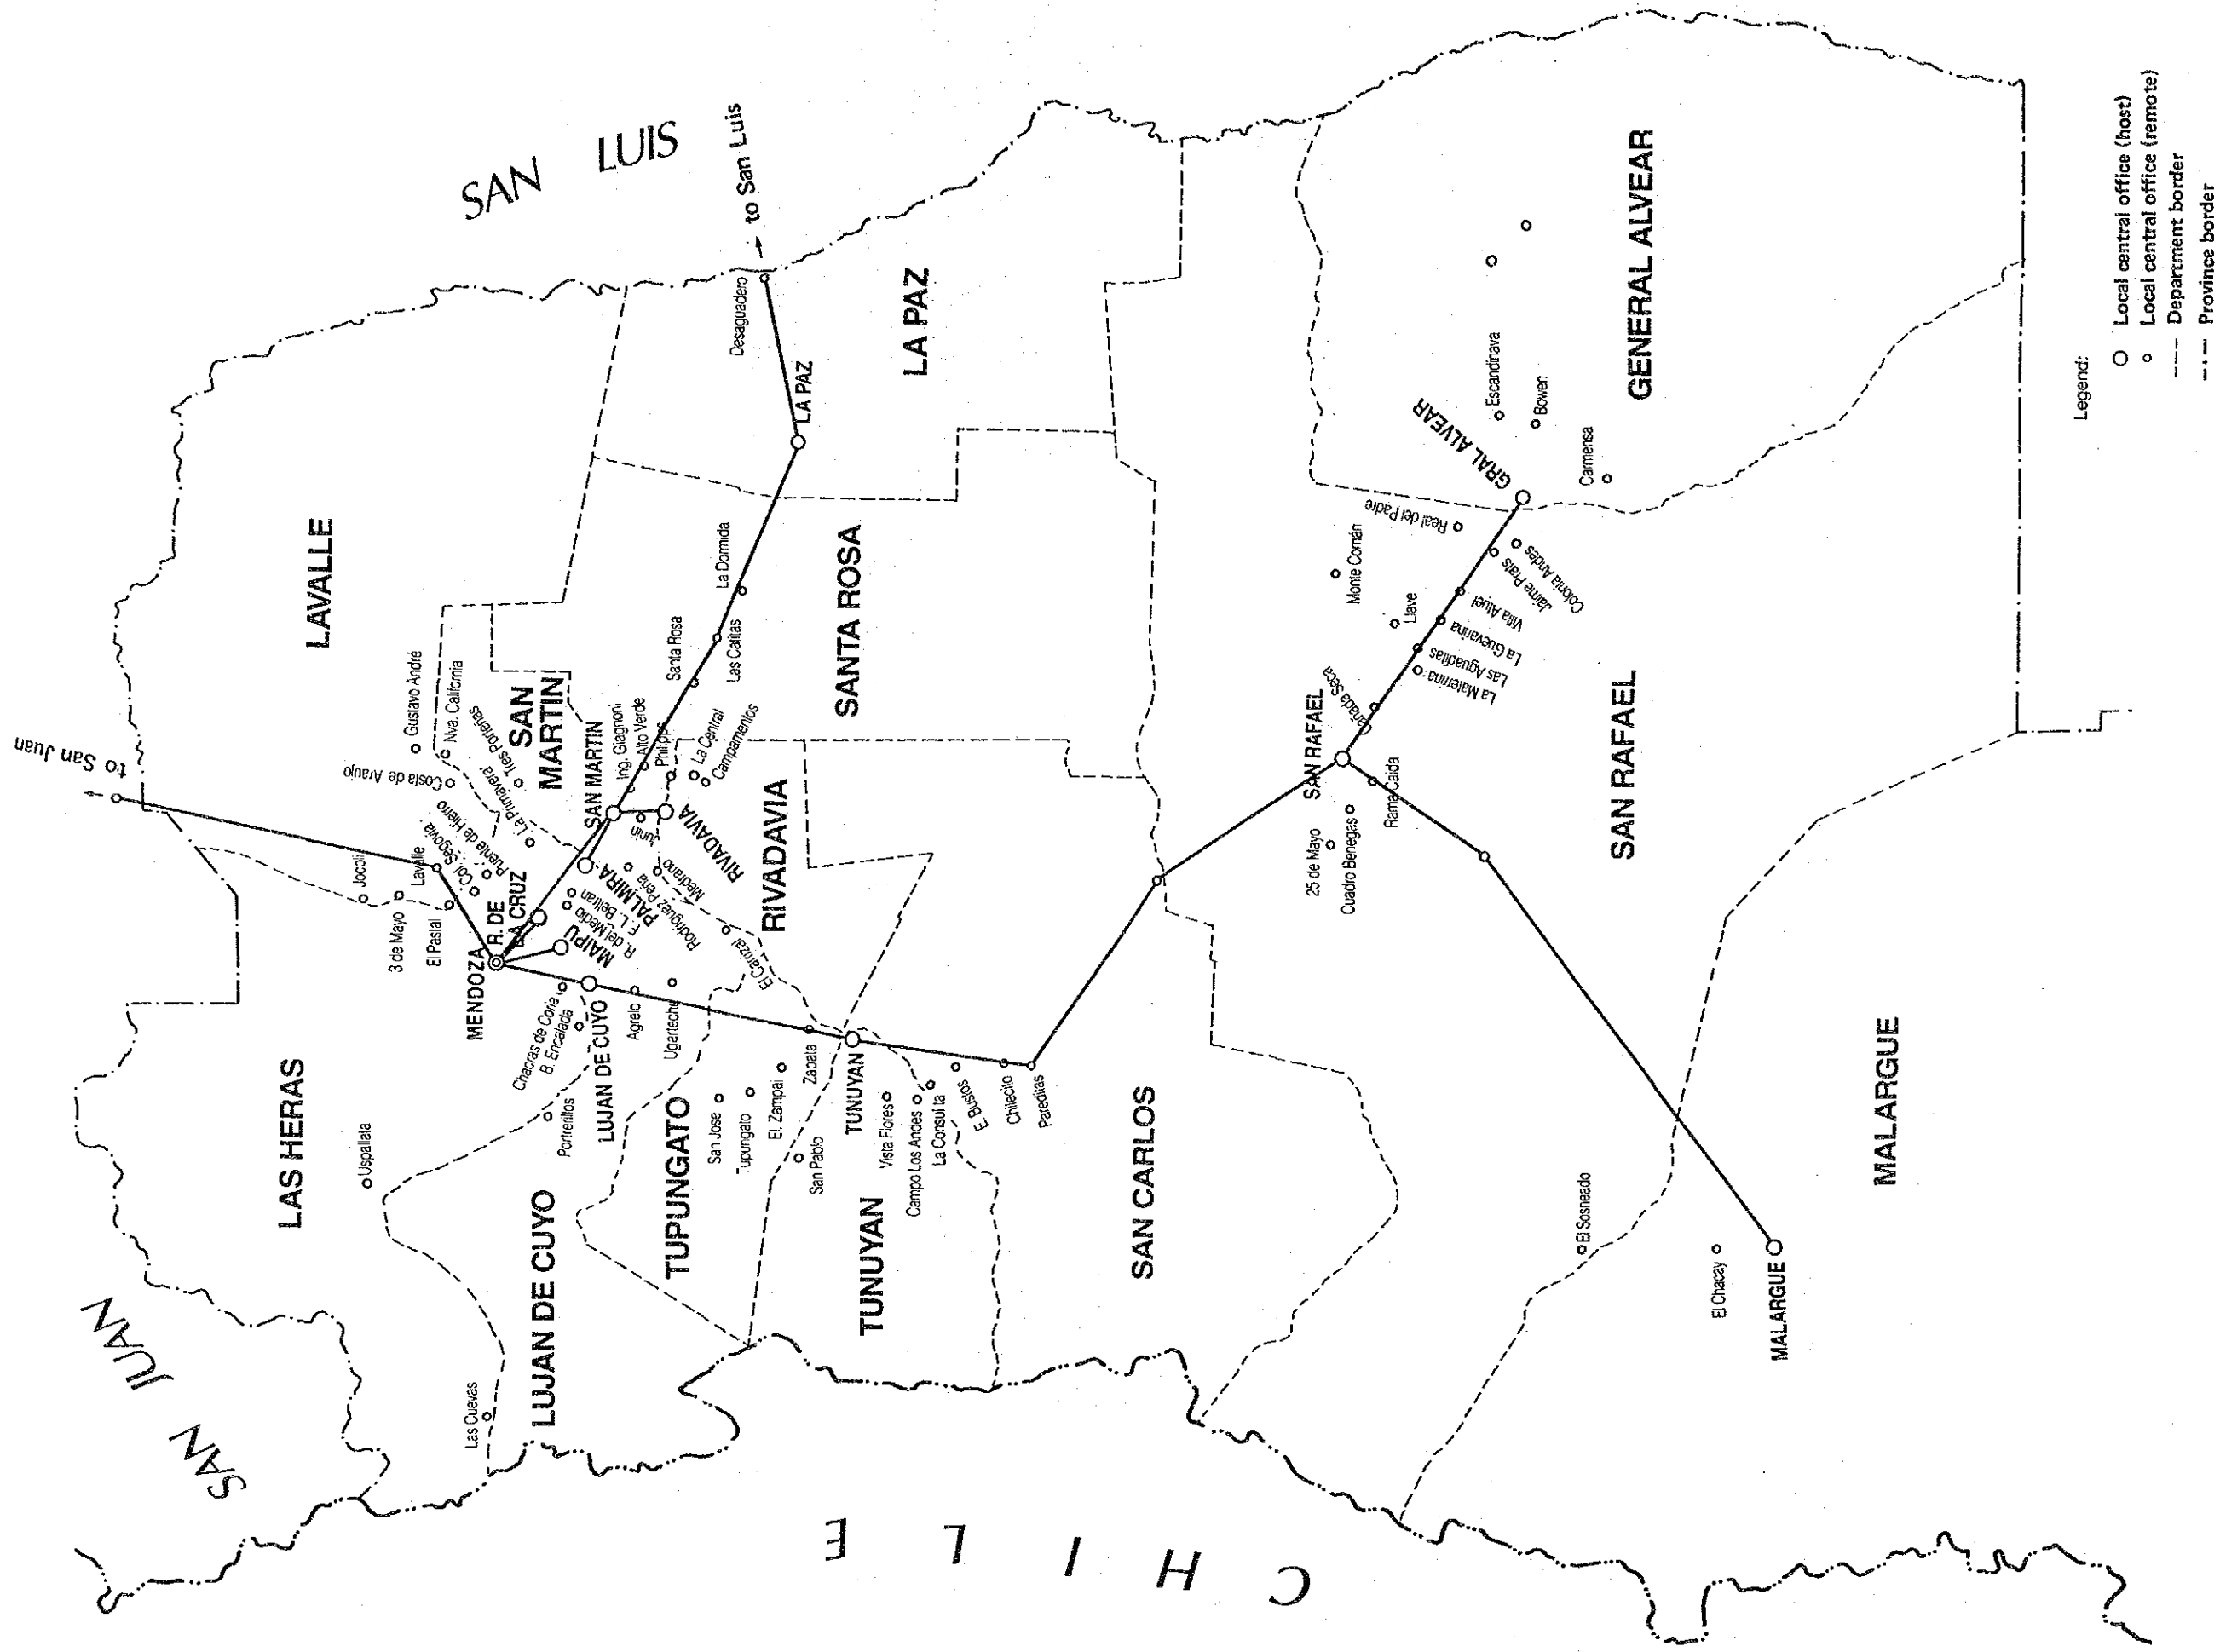 to San Juan
SAN JUAN
SAN LUIS
to San Luis
CHILE
LAVALLE
LAS HERAS
SAN
MARTIN
LUJAN DE CUYO
TUPUNGATO
TUNUYAN
SAN CARLOS
RIVADAVIA
SANTA ROSA
LA PAZ
SAN RAFAEL
GENERAL ALVEAR
MALARGUE
Gustavo André
Nva. California
Costa de Araujo
Tres Porteñas
La Primavera
Puente de Hierro
Col. Segovia
Lavalle
Jocoli
3 de Mayo
El Pastal
MENDOZA
R. DE
LA CRUZ
MAIPU
PALMIRA
F. L. Beltran
R. del Medio
Rodriguez Peña
Medrano
Junin
SAN MARTIN
RIVADAVIA
Ing. Giagnoni
Alto Verde
Philipps
La Central
Campamentos
Santa Rosa
Las Catitas
La Dormida
LA PAZ
Desaguadero
El Carrizal
Uspallata
Las Cuevas
Portrerillos
Chacras de Coria
B. Encalada
LUJAN DE CUYO
Agrelo
Ugarteche
San Jose
Tupungato
El. Zampal
Zapata
San Pablo
TUNUYAN
Vista Flores
Campo Los Andes
La Consulta
E. Bustos
Chilecito
Pareditas
SAN RAFAEL
25 de Mayo
Cuadro Benegas
Rama Caida
Cañada Seca
La Materrina
Las Aguaditas
La Guevarina
Villa Atuel
Jaime Prats
Colonia Andes
Llave
Monte Comán
Real del Padre
GRAL ALVEAR
Escandinava
Bowen
Carmensa
El Sosneado
El Chacay
MALARGUE
Legend:
Local central office (host)
Local central office (remote)
Department border
Province border